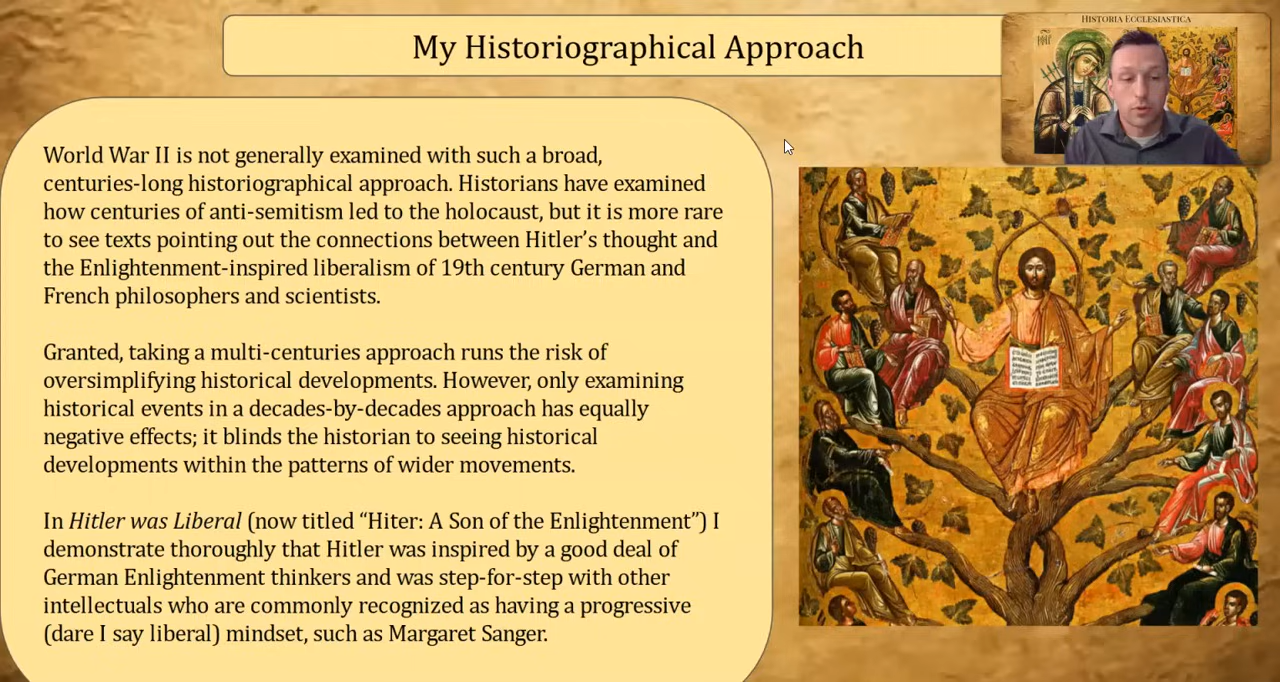 My Historiographical Approach
HISTORIA ECCLESIASTICA
World War II is not generally examined with such a broad,
centuries-long historiographical approach. Historians have examined
how centuries of anti-semitism led to the holocaust, but it is more rare
to see texts pointing out the connections between Hitler's thought and
the Enlightenment-inspired liberalism of 19th century German and
French philosophers and scientists.
Granted, taking a multi-centuries approach runs the risk of
oversimplifying historical developments. However, only examining
historical events in a decades-by-decades approach has equally
negative effects; it blinds the historian to seeing historical
developments within the patterns of wider movements.
In Hitler was Liberal (now titled “Hiter: A Son of the Enlightenment”) I
demonstrate thoroughly that Hitler was inspired by a good deal of
German Enlightenment thinkers and was step-for-step with other
intellectuals who are commonly recognized as having a progressive
(dare I say liberal) mindset, such as Margaret Sanger.